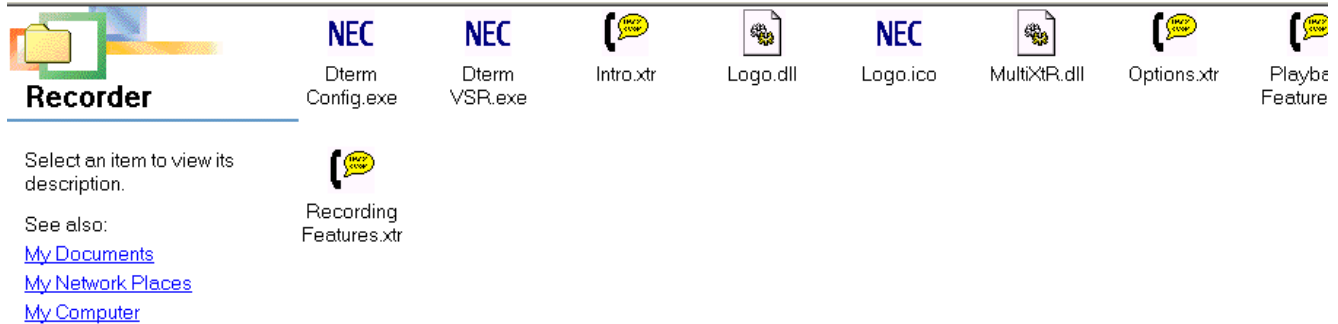 Recorder
Select an item to view its
description.
See also:
My Documents
My Network Places
My Computer
NEC
Dterm
Config.exe
NEC
Dterm
VSR.exe
Intro.xtr
Logo.dll
NEC
Logo.ico
MultiXtR.dll
Options.xtr
Playba
Feature
Recording
Features.xtr